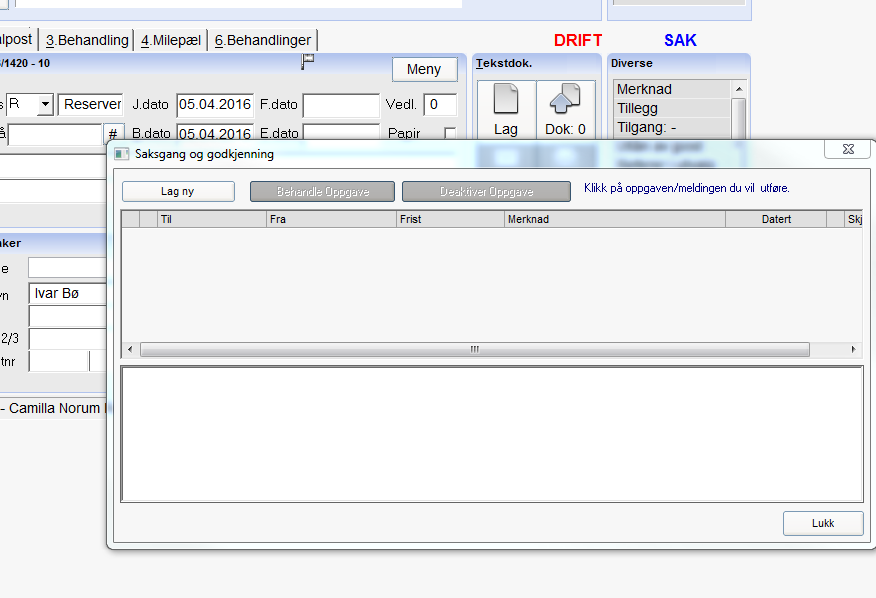 lpost 3.Behandling 4.Milepæl 6.Behandlinger DRIFT SAK
/1420 - 10 Meny Tekstdok. Diverse
s R Reserver J.dato 05.04.2016 F.dato Vedl. 0 Lag Dok: 0 Merknad
Tillegg
Tilgang: -
å # B.dato 05.04.2016 E.dato Papir
Saksgang og godkjenning
Lag ny Behandle Oppgave Deaktiver Oppgave Klikk på oppgaven/meldingen du vil utføre.
Til Fra Frist Merknad Datert Skj
ker
e
vn Ivar Bø
2/3
tnr
- Camilla Norum
Lukk